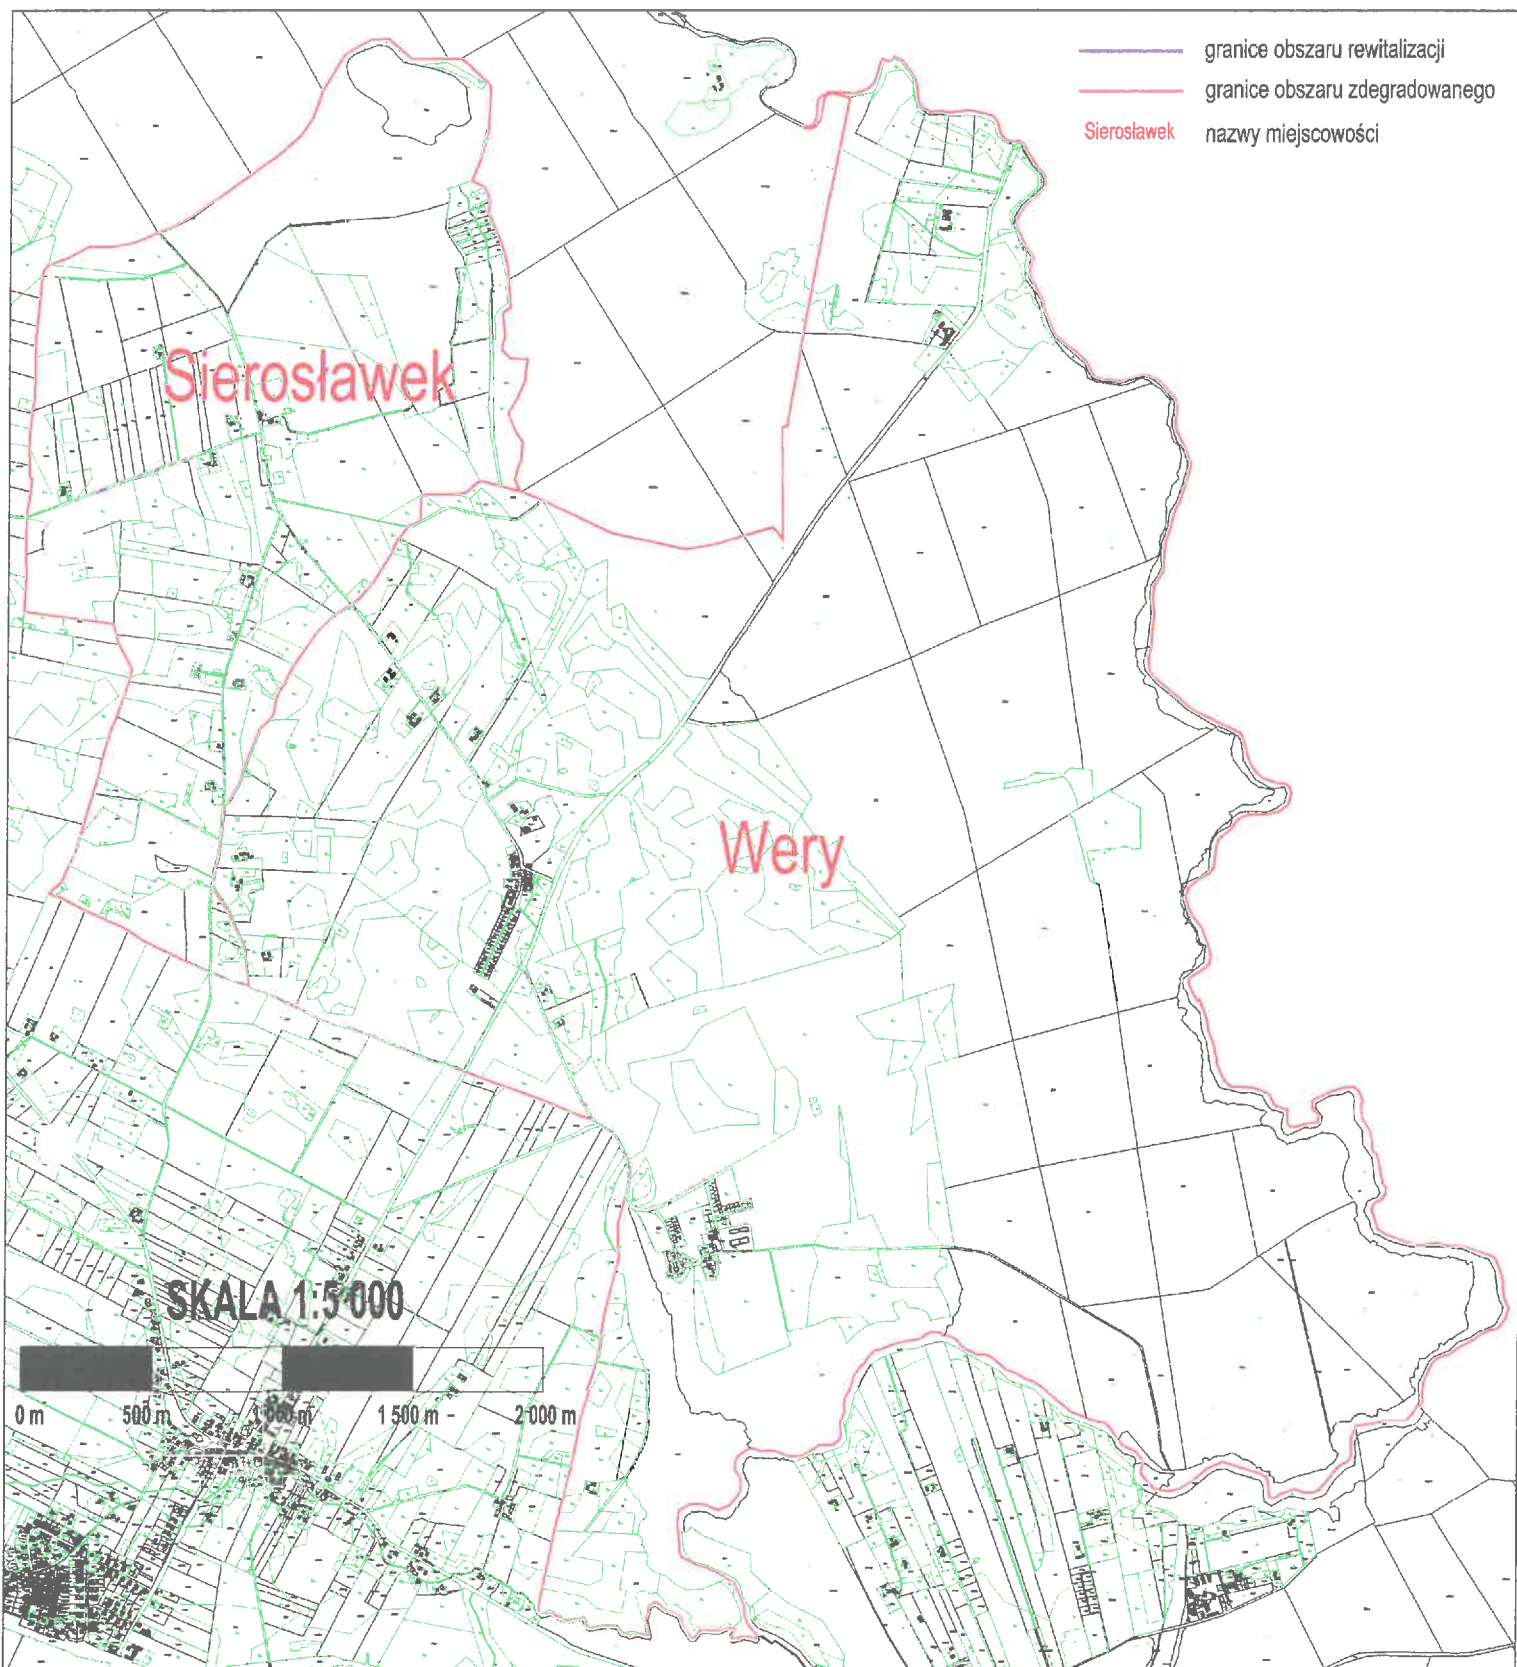 granice obszaru rewitalizacji
granice obszaru zdegradowanego
Sierosławek nazwy miejscowości
Sierosławek
Wery
SKALA 1:5 000
0 m 500 m 1 000 m 1 500 m 2 000 m